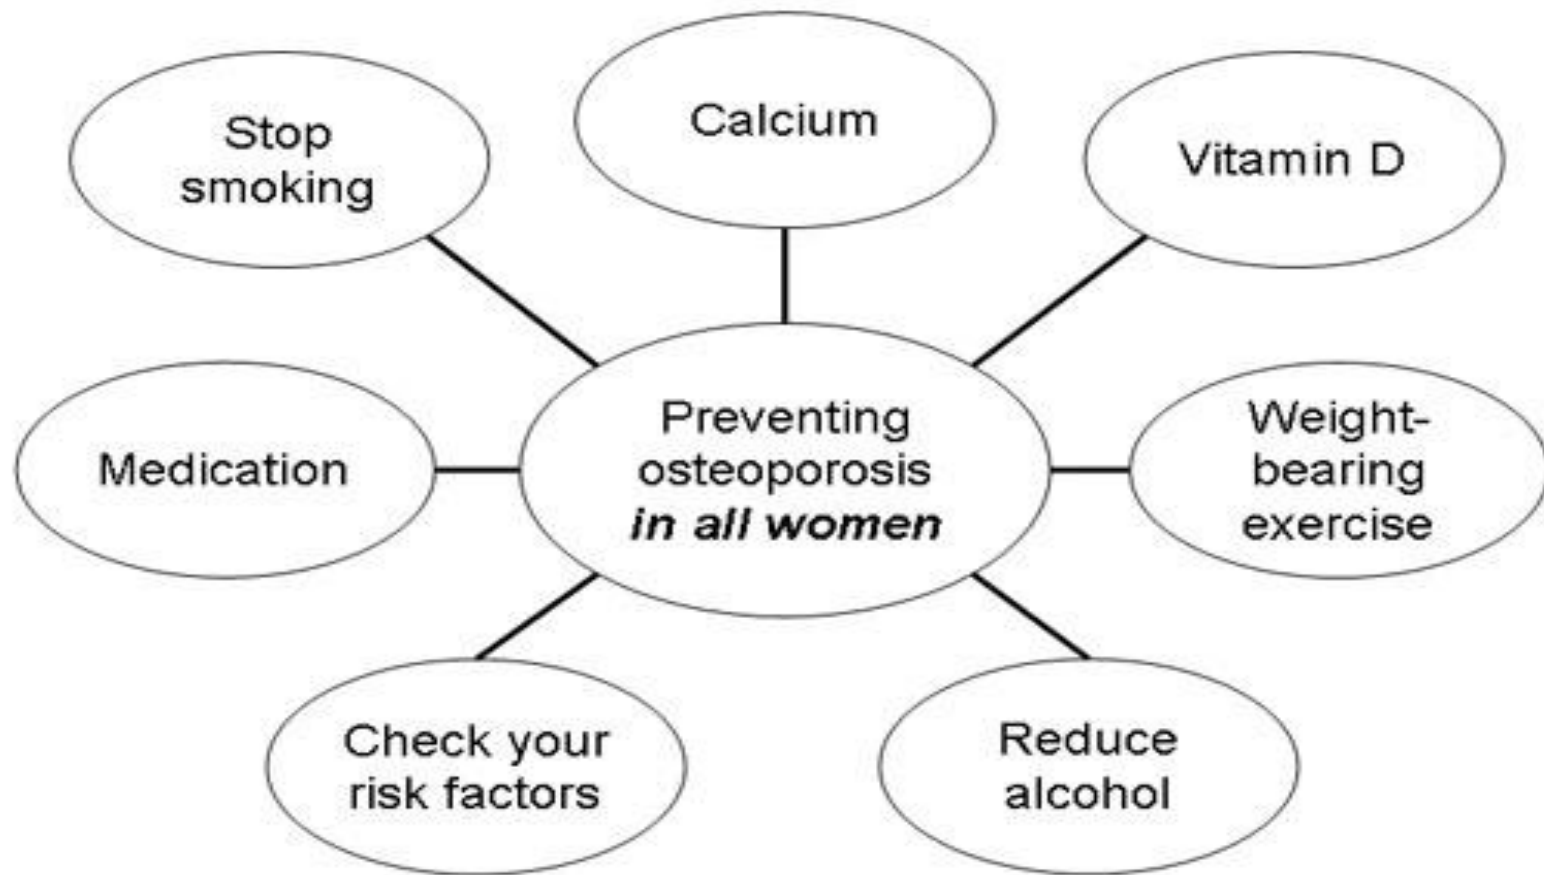 Stop
smoking
Calcium
Vitamin D
Medication
Preventing
osteoporosis
in all women
Weight-
bearing
exercise
Check your
risk factors
Reduce
alcohol